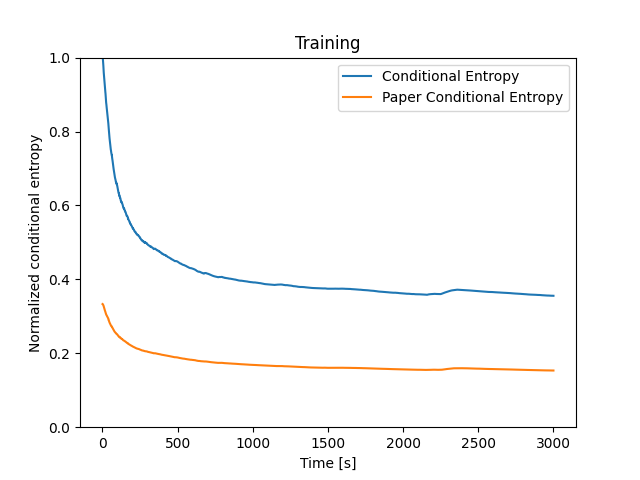 Training
Conditional Entropy
Paper Conditional Entropy
Normalized conditional entropy
1.0
0.8
0.6
0.4
0.2
0.0
0 500 1000 1500 2000 2500 3000
Time [s]